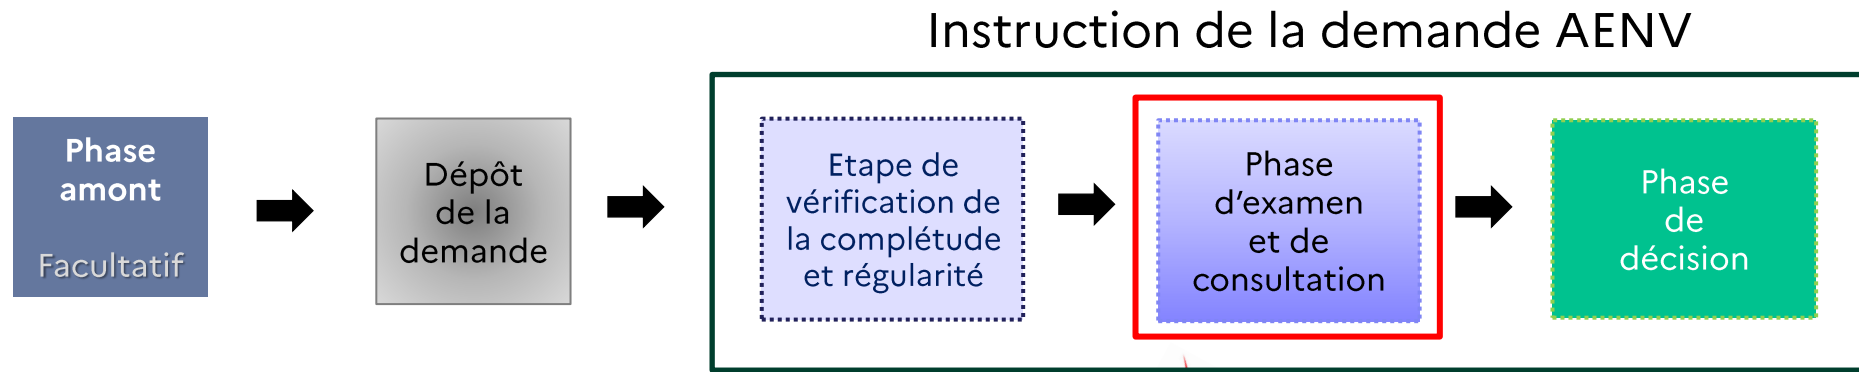 Instruction de la demande AENV
Phase
amont
Facultatif
Dépôt
de la
demande
Etape de
vérification de
la complétude
et régularité
Phase
d’examen
et de
consultation
Phase
de
décision